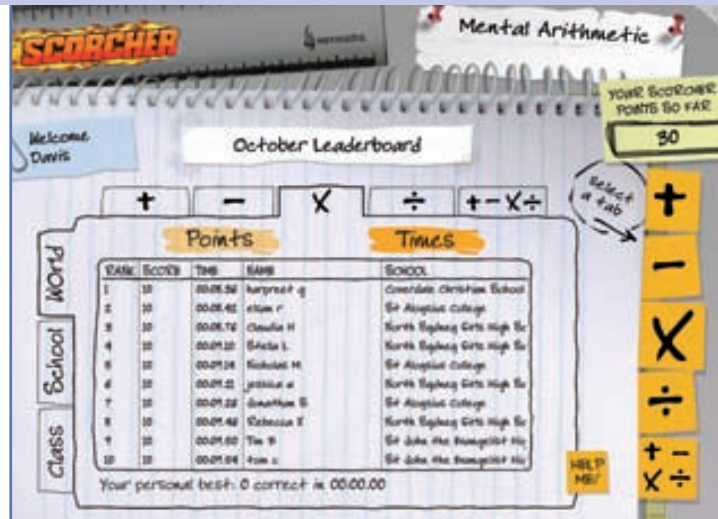 SCORCHER
Mental Arithmetic
YOUR SCORCHER
POINTS SO FAR
30
Welcome
Davis
October Leaderboard
Select
a tab
+ − X ÷ +−X÷
Points Times
World
School
Class
RANK SCORE TIME NAME SCHOOL
1 10 harpreet g Coverdale Christian School
2 10 St Aloysius College
3 10 Claudia H North Sydney Girls High Sc
4 10 Stella L North Sydney Girls High Sc
5 10 Nicholas M St Aloysius College
6 10 jessica North Sydney Girls High Sc
7 10 Jonathan St Aloysius College
8 10 Rebecca North Sydney Girls High Sc
9 10 Tim B St John the Evangelist Hig
10 10 St John the Evangelist Hig
Your personal best: 0 correct in 00.00.00
HELP
ME!
+
−
X
÷
+ −
X ÷